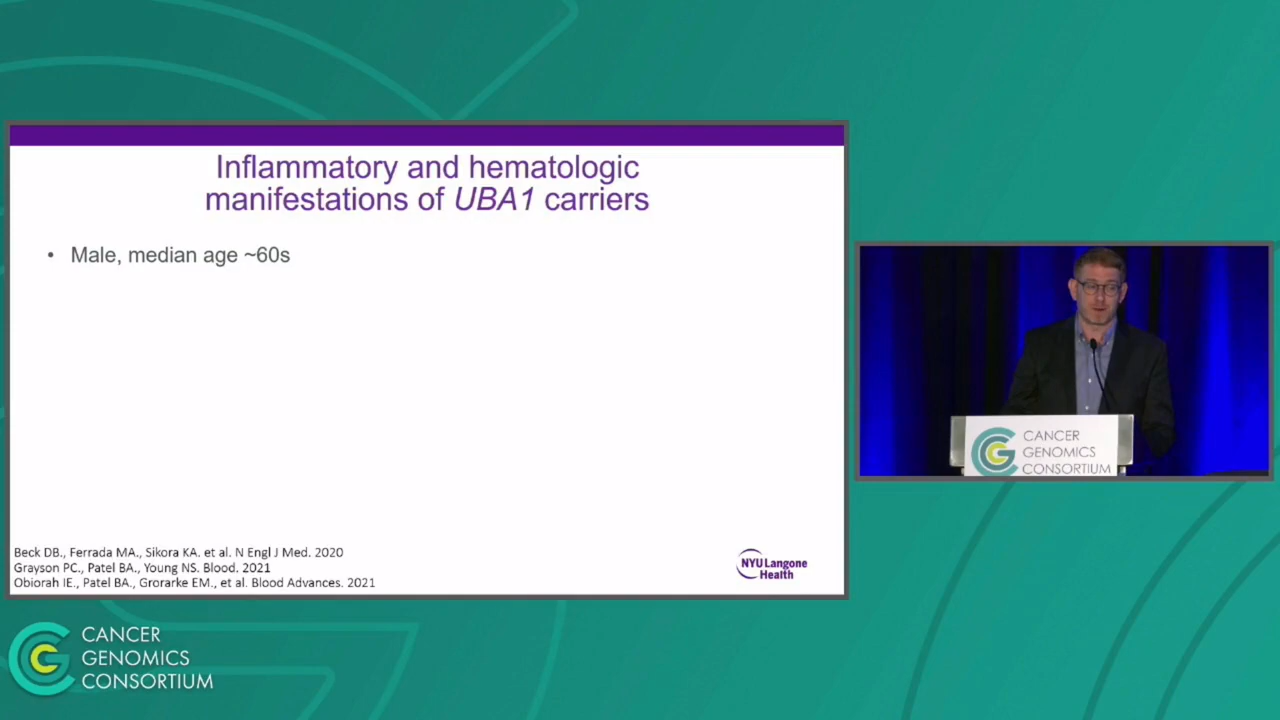 Inflammatory and hematologic
manifestations of UBA1 carriers
• Male, median age ~60s
Beck DB., Ferrada MA., Sikora KA. et al. N Engl J Med. 2020
Grayson PC., Patel BA., Young NS. Blood. 2021
Obiorah IE., Patel BA., Grorarke EM., et al. Blood Advances. 2021
NYU Langone
Health
CANCER
GENOMICS
CONSORTIUM
CANCER
GENOMICS
CONSORTIUM